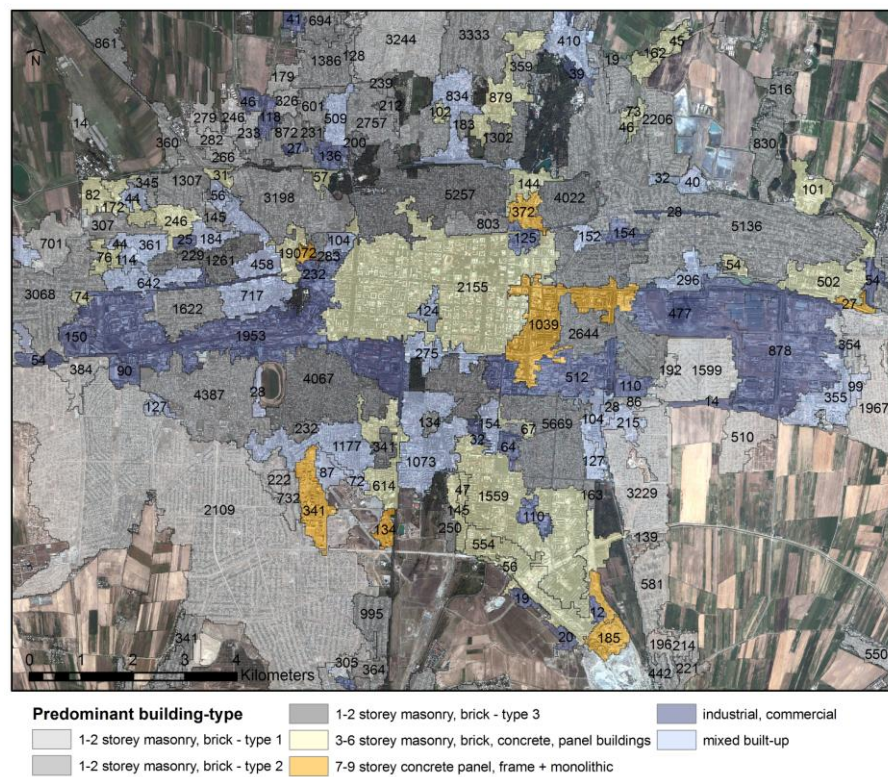 41 694 3244 3333 410 45
861 1386 128 359 39 19 162
179 239 516
14 279 246 46 326 601 509 212 834 879 73 2206
118 102 46
360 282 233 872 231 2757 183 1302 830
266 27 136 200
82 345 1307 31 57 144 32 40 101
172 44 56 3198 5257 4022
307 246 145 803 372 28 5136
701 44 361 25 184 104 125 152 154
76 114 229 1261 190 72 283 54
3068 642 458 232 2155 296 502 54
74 717 27
1622 124 1039 477
150 1953 2644 878
54 275 354
384 90 4067 512 192 1599 99
4387 28 110
127 134 154 5669 28 86 14 355 1967
232 67 104 215
1177 341 32 64 510
222 87 72 1073 127
2109 732 614 47 1559 163 3229
341 145 110
134 250 554 139
56 581
19 12
995 20 185
341 196 214
305 364 442 221 550
N
0 1 2 3 4
Kilometers
Predominant building-type
1-2 storey masonry, brick - type 1
1-2 storey masonry, brick - type 2
1-2 storey masonry, brick - type 3
3-6 storey masonry, brick, concrete, panel buildings
7-9 storey concrete panel, frame + monolithic
industrial, commercial
mixed built-up